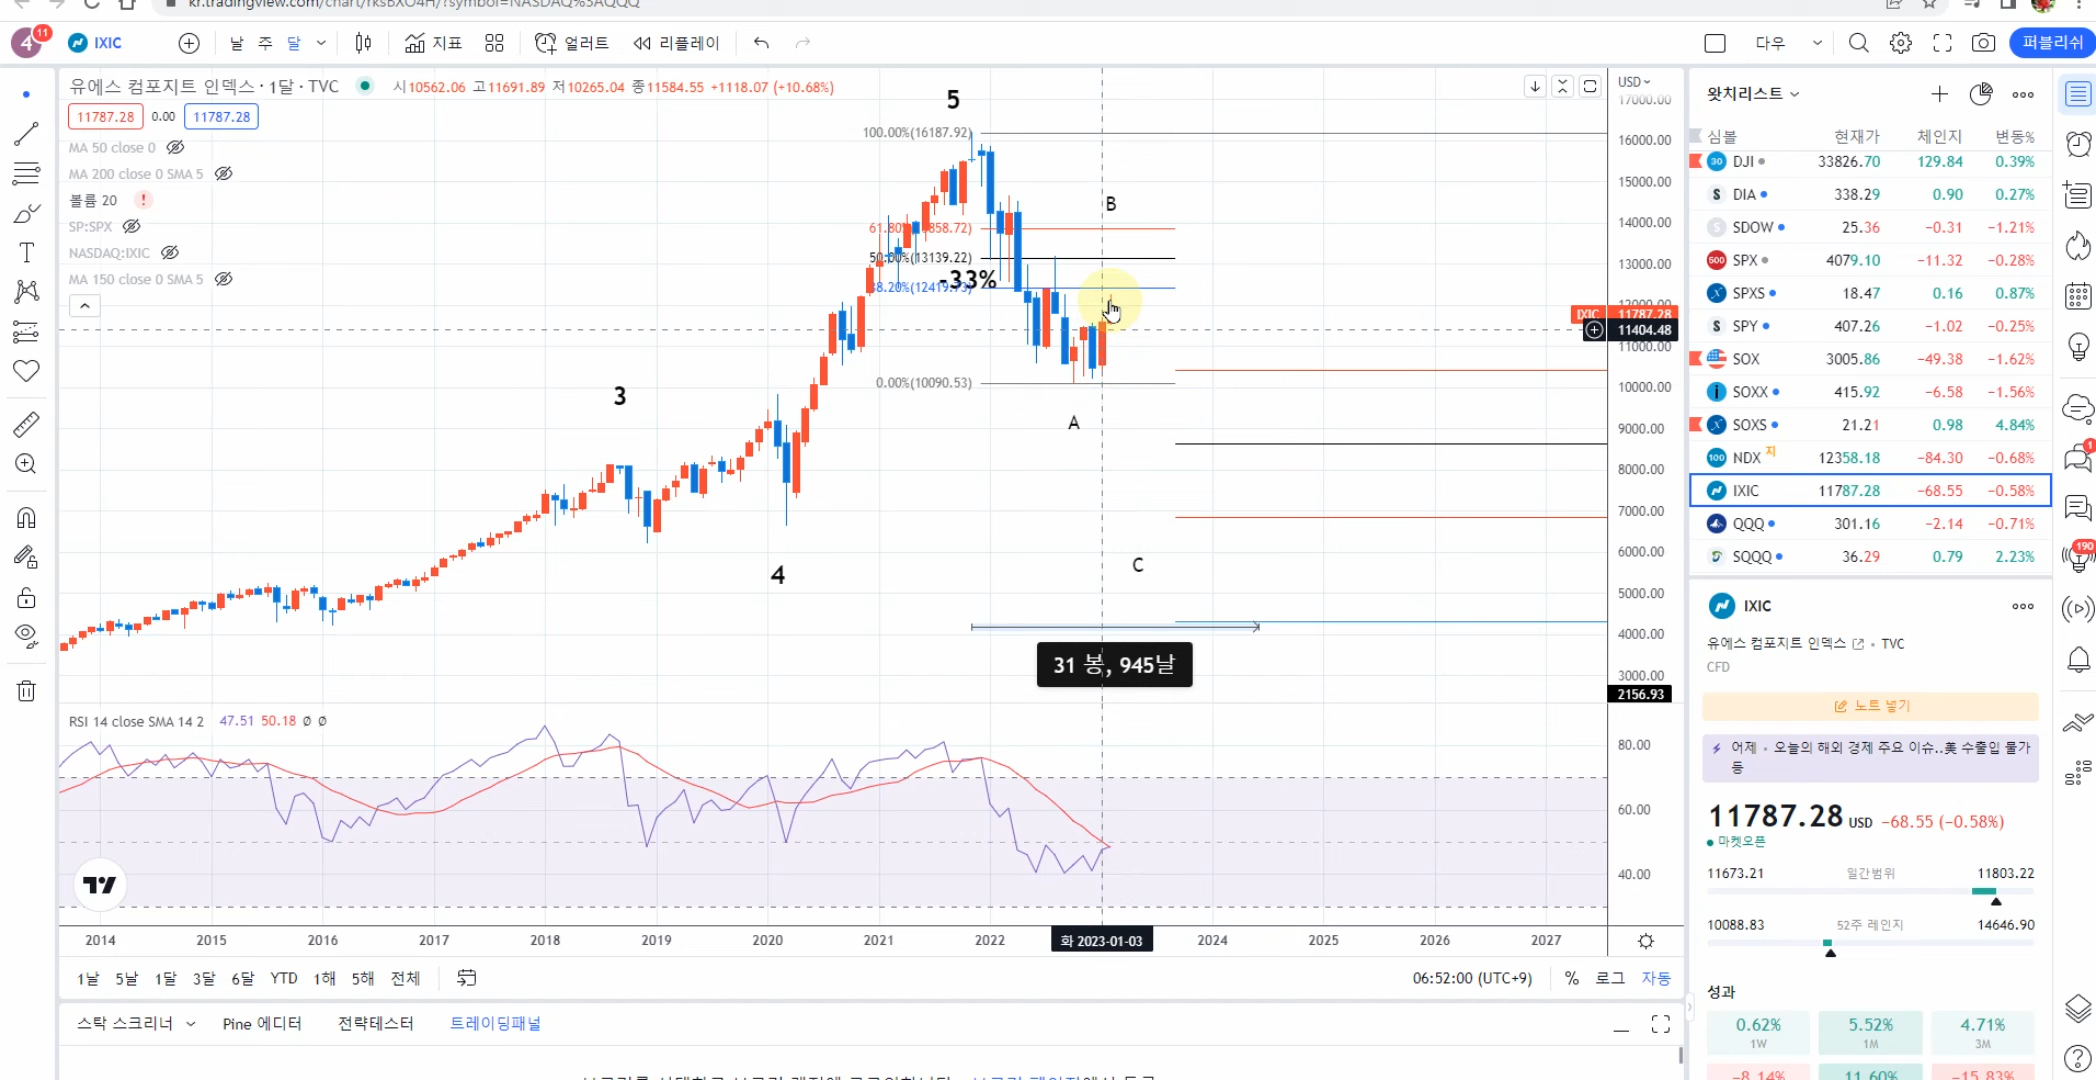 kr.tradingview.com/chart/rksBXO4H/?symbol=NASDAQ%3AQQQ
4 11 IXIC 날 주 달 지표 얼러트 리플레이 다우 퍼블리쉬
유에스 컴포지트 인덱스 · 1달 · TVC 시10562.06 고11691.89 저10265.04 종11584.55 +1118.07 (+10.68%)
11787.28 0.00 11787.28
MA 50 close 0
MA 200 close 0 SMA 5
볼륨 20 !
SP:SPX
NASDAQ:IXIC
MA 150 close 0 SMA 5
5
100.00%(16187.92)
B
50.00%(13139.22)
-33%
0.00%(10090.53)
3
A
4
C
31 봉, 945날
USD
17000.00
16000.00
15000.00
14000.00
13000.00
12000.00
IXIC 11787.28
11404.48
11000.00
10000.00
9000.00
8000.00
7000.00
6000.00
5000.00
4000.00
3000.00
2156.93
RSI 14 close SMA 14 2 47.51 50.18 ø ø
80.00
60.00
40.00
2014 2015 2016 2017 2018 2019 2020 2021 2022 화 2023-01-03 2024 2025 2026 2027
1날 5날 1달 3달 6달 YTD 1해 5해 전체 06:52:00 (UTC+9) % 로그 자동
스탁 스크리너 Pine 에디터 전략테스터 트레이딩패널
왓치리스트
심볼 현재가 체인지 변동%
30 DJI 33826.70 129.84 0.39%
S DIA 338.29 0.90 0.27%
S SDOW 25.36 -0.31 -1.21%
500 SPX 4079.10 -11.32 -0.28%
SPXS 18.47 0.16 0.87%
S SPY 407.26 -1.02 -0.25%
SOX 3005.86 -49.38 -1.62%
SOXX 415.92 -6.58 -1.56%
SOXS 21.21 0.98 4.84%
100 NDX 지 12358.18 -84.30 -0.68%
IXIC 11787.28 -68.55 -0.58%
QQQ 301.16 -2.14 -0.71%
SQQQ 36.29 0.79 2.23%
IXIC
유에스 컴포지트 인덱스 · TVC
CFD
노트 넣기
어제 · 오늘의 해외 경제 주요 이슈..美 수출입 물가
등
11787.28 USD -68.55 (-0.58%)
마켓오픈
11673.21 일간범위 11803.22
10088.83 52주 레인지 14646.90
성과
0.62% 5.52% 4.71%
1W 1M 3M
-8.14% 11.60% -15.83%
1
190